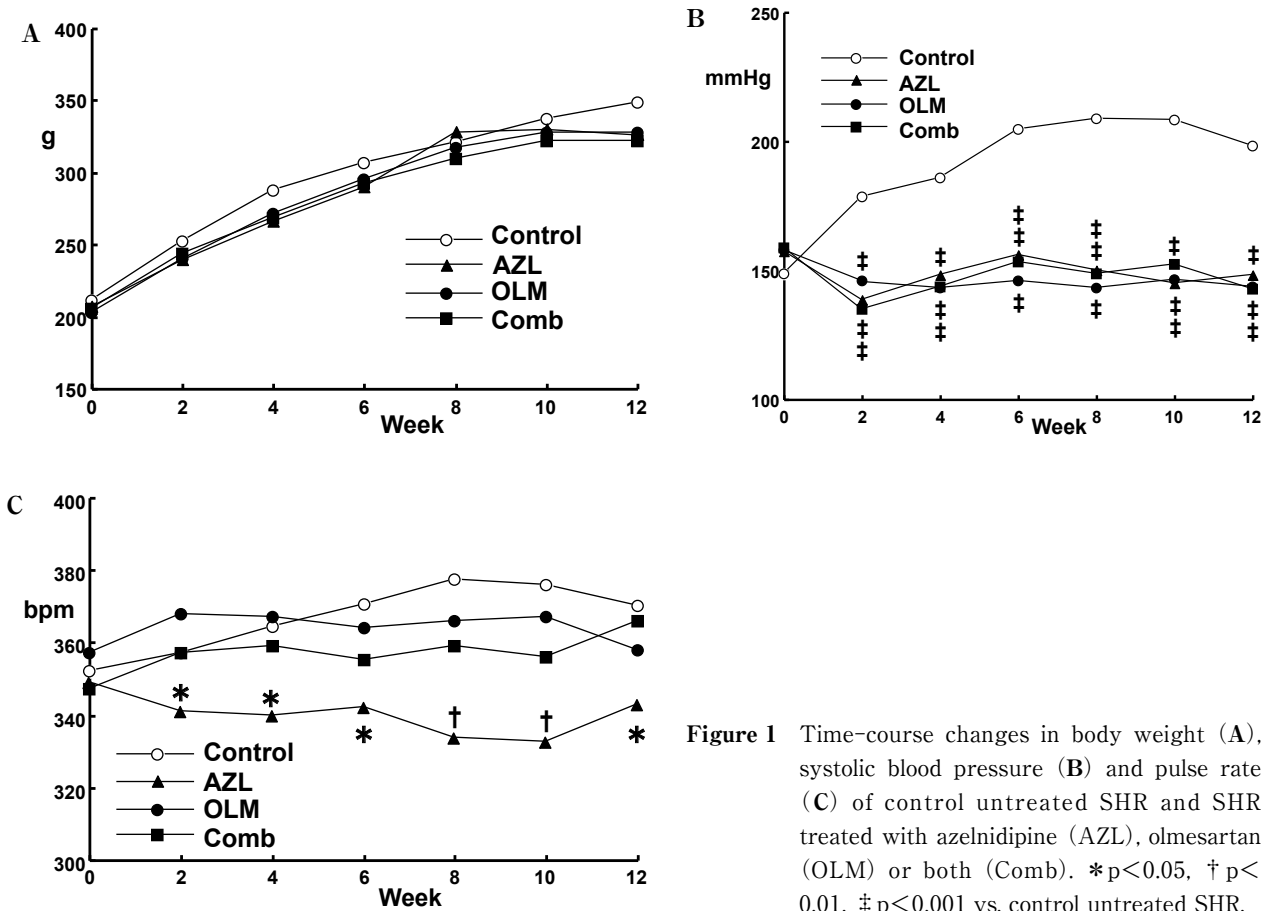 A
400
350
g
300
250
200
150
0 2 4 6 8 10 12
Week
Control
AZL
OLM
Comb
B
250
mmHg
200
150
100
0 2 4 6 8 10 12
Week
Control
AZL
OLM
Comb
‡ ‡ ‡ ‡ ‡ ‡ ‡ ‡
‡ ‡ ‡ ‡ ‡ ‡ ‡ ‡ ‡ ‡
C
400
380
bpm
360
340
320
300
0 2 4 6 8 10 12
Week
* * * † † *
Control
AZL
OLM
Comb
Figure 1 Time-course changes in body weight (A),
systolic blood pressure (B) and pulse rate
(C) of control untreated SHR and SHR
treated with azelnidipine (AZL), olmesartan
(OLM) or both (Comb). *p<0.05, †p<
0.01, ‡p<0.001 vs. control untreated SHR.